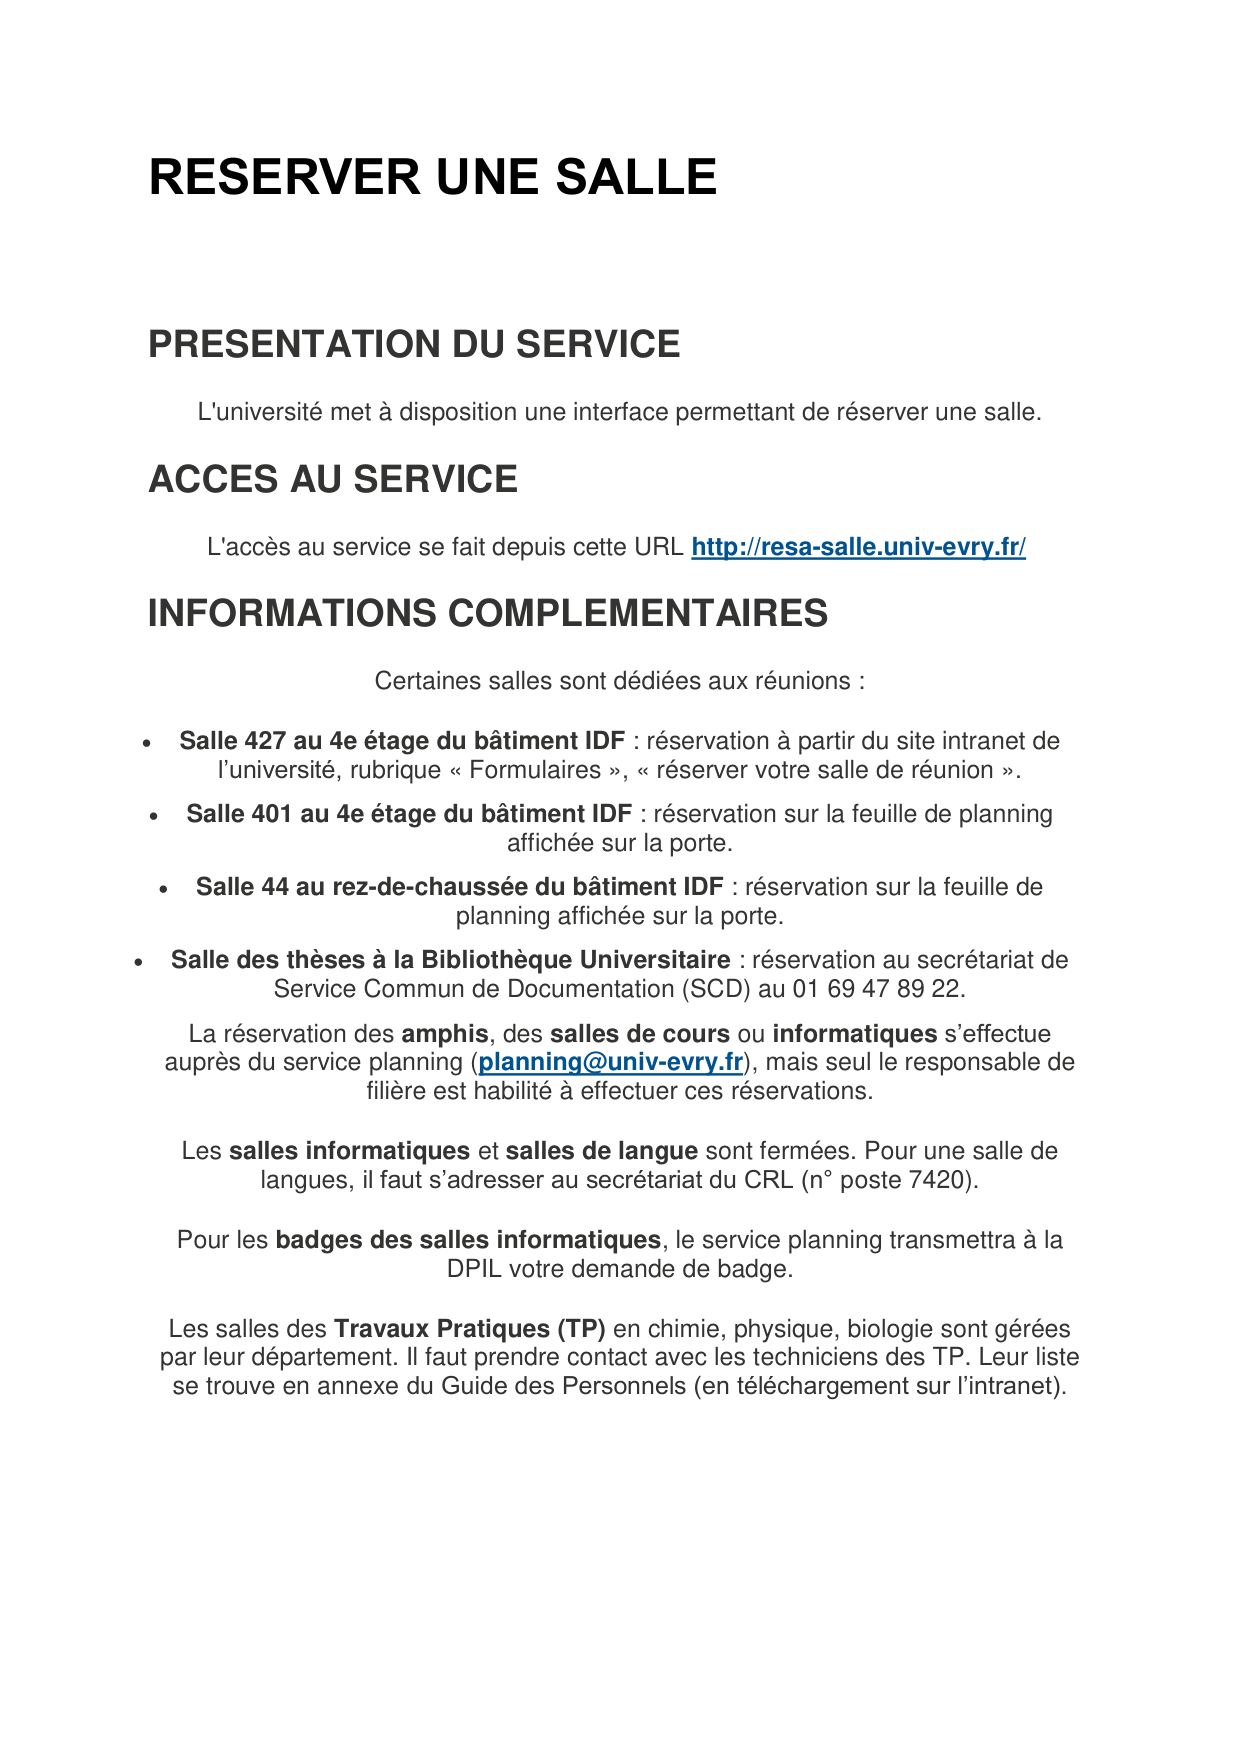 RESERVER UNE SALLE
PRESENTATION DU SERVICE
L'université met à disposition une interface permettant de réserver une salle.
ACCES AU SERVICE
L'accès au service se fait depuis cette URL http://resa-salle.univ-evry.fr/
INFORMATIONS COMPLEMENTAIRES
Certaines salles sont dédiées aux réunions :
• Salle 427 au 4e étage du bâtiment IDF : réservation à partir du site intranet de
l’université, rubrique « Formulaires », « réserver votre salle de réunion ».
• Salle 401 au 4e étage du bâtiment IDF : réservation sur la feuille de planning
affichée sur la porte.
• Salle 44 au rez-de-chaussée du bâtiment IDF : réservation sur la feuille de
planning affichée sur la porte.
• Salle des thèses à la Bibliothèque Universitaire : réservation au secrétariat de
Service Commun de Documentation (SCD) au 01 69 47 89 22.
La réservation des amphis, des salles de cours ou informatiques s’effectue
auprès du service planning (planning@univ-evry.fr), mais seul le responsable de
filière est habilité à effectuer ces réservations.
Les salles informatiques et salles de langue sont fermées. Pour une salle de
langues, il faut s’adresser au secrétariat du CRL (n° poste 7420).
Pour les badges des salles informatiques, le service planning transmettra à la
DPIL votre demande de badge.
Les salles des Travaux Pratiques (TP) en chimie, physique, biologie sont gérées
par leur département. Il faut prendre contact avec les techniciens des TP. Leur liste
se trouve en annexe du Guide des Personnels (en téléchargement sur l’intranet).